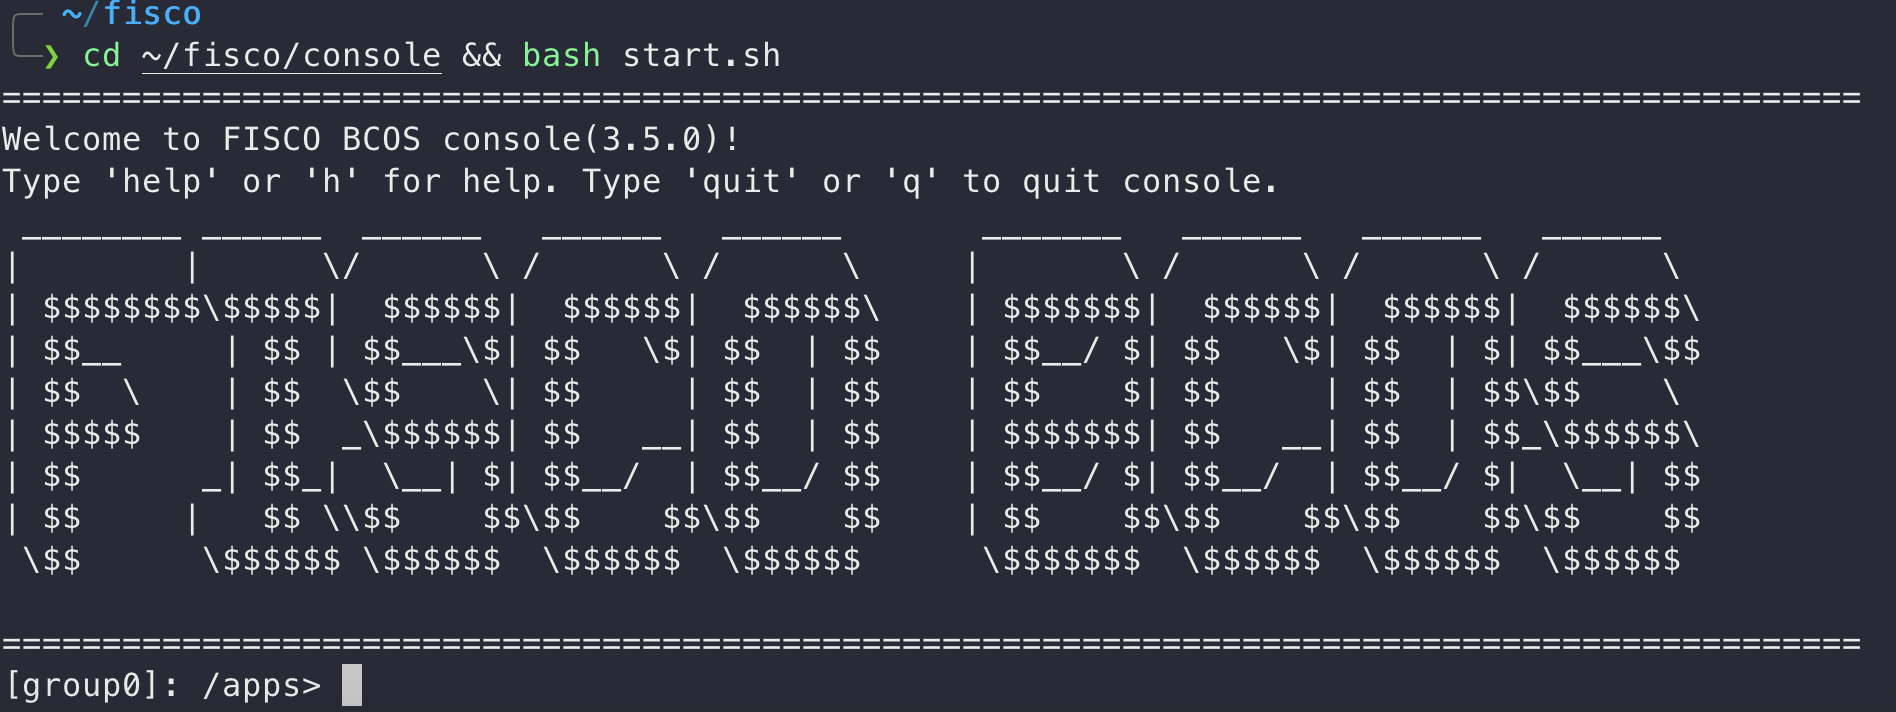 ~/fisco
❯ cd ~/fisco/console && bash start.sh
=============================================================================================
Welcome to FISCO BCOS console(3.5.0)!
Type 'help' or 'h' for help. Type 'quit' or 'q' to quit console.
 ________ ______  ______   ______   ______       _______   ______   ______   ______
|        |      \/      \ /      \ /      \     |       \ /      \ /      \ /      \
| $$$$$$$$\$$$$$|  $$$$$$|  $$$$$$|  $$$$$$\    | $$$$$$$|  $$$$$$|  $$$$$$|  $$$$$$\
| $$__     | $$ | $$___\$| $$   \$| $$  | $$    | $$__/ $| $$   \$| $$  | $| $$___\$$
| $$  \    | $$  \$$    \| $$     | $$  | $$    | $$    $| $$     | $$  | $$\$$    \
| $$$$$    | $$  _\$$$$$$| $$   __| $$  | $$    | $$$$$$$| $$   __| $$  | $$_\$$$$$$\
| $$      _| $$_|  \__| $| $$__/  | $$__/ $$    | $$__/ $| $$__/  | $$__/ $|  \__| $$
| $$     |   $$ \\$$    $$\$$    $$\$$    $$    | $$    $$\$$    $$\$$    $$\$$    $$
 \$$      \$$$$$$ \$$$$$$  \$$$$$$  \$$$$$$      \$$$$$$$  \$$$$$$  \$$$$$$  \$$$$$$
=============================================================================================
[group0]: /apps>